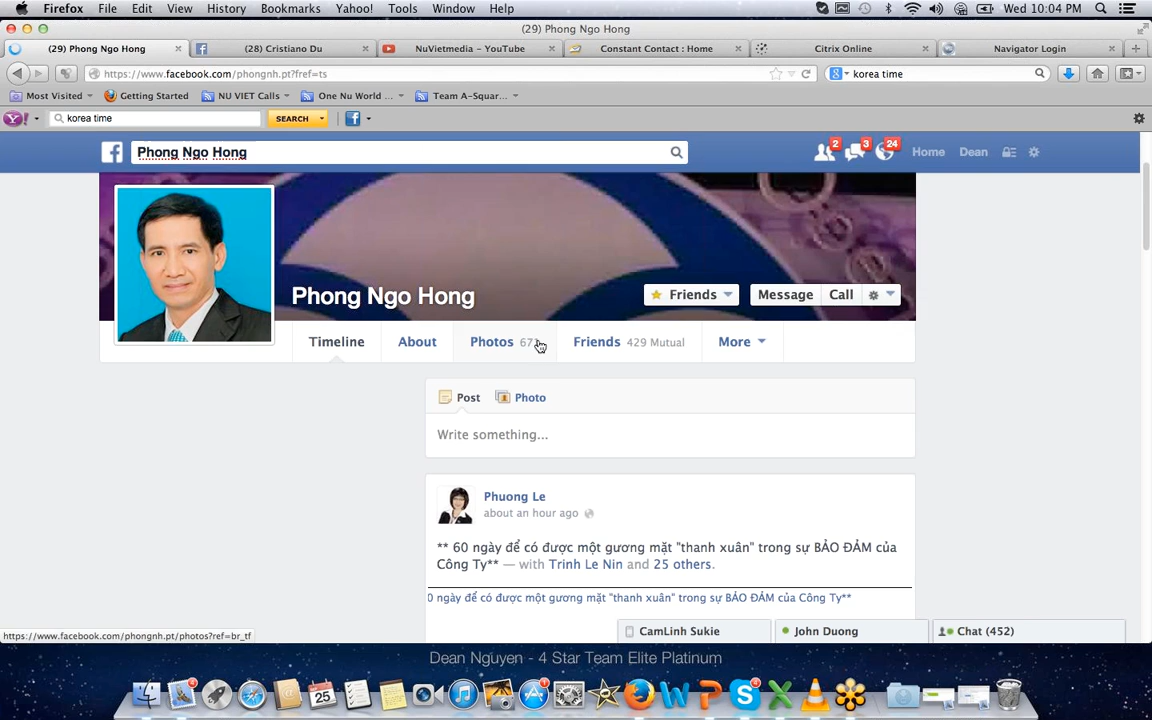 Firefox File Edit View History Bookmarks Yahoo! Tools Window Help Wed 10:04 PM
(29) Phong Ngo Hong
(29) Phong Ngo Hong (28) Cristiano Du NuVietmedia - YouTube Constant Contact : Home Citrix Online Navigator Login
https://www.facebook.com/phongnh.pt?fref=ts korea time
Most Visited Getting Started NU VIET Calls One Nu World ... Team A-Squar...
korea time SEARCH
Phong Ngo Hong 2 3 24 Home Dean
Phong Ngo Hong Friends Message Call
Timeline About Photos Friends 429 Mutual More
Post Photo
Write something...
Phuong Le
about an hour ago
** 60 ngày để có được một gương mặt "thanh xuân" trong sự BẢO ĐẢM của
Công Ty** — with Trinh Le Nin and 25 others.
0 ngày để có được một gương mặt "thanh xuân" trong sự BẢO ĐẢM của Công Ty**
https://www.facebook.com/phongnh.pt/photos?ref=br_tf CamLinh Sukie John Duong Chat (452)
Dean Nguyen - 4 Star Team Elite Platinum